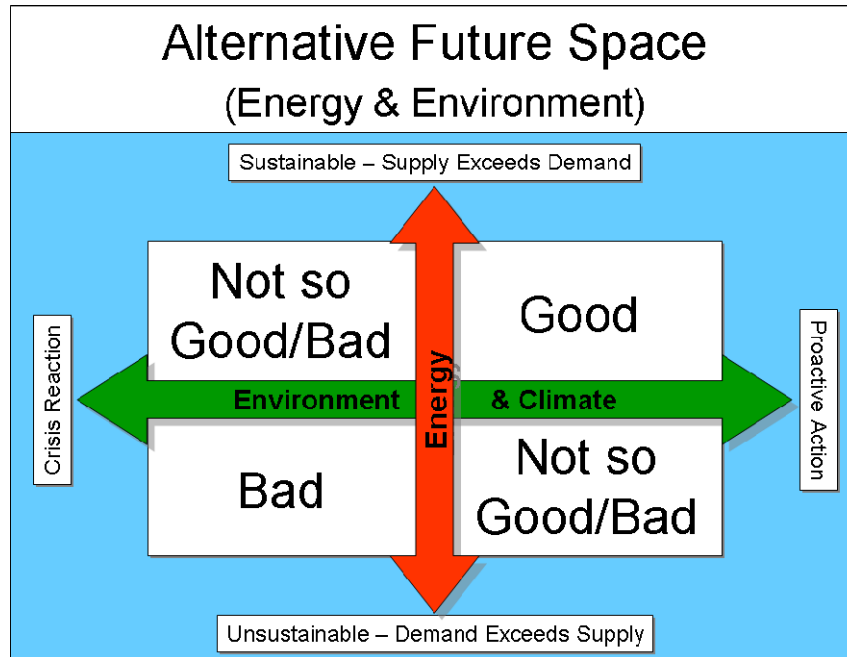 Alternative Future Space
(Energy & Environment)
Sustainable – Supply Exceeds Demand
Not so
Good/Bad
Good
Crisis Reaction
Environment & Climate
Energy
Proactive Action
Bad
Not so
Good/Bad
Unsustainable – Demand Exceeds Supply